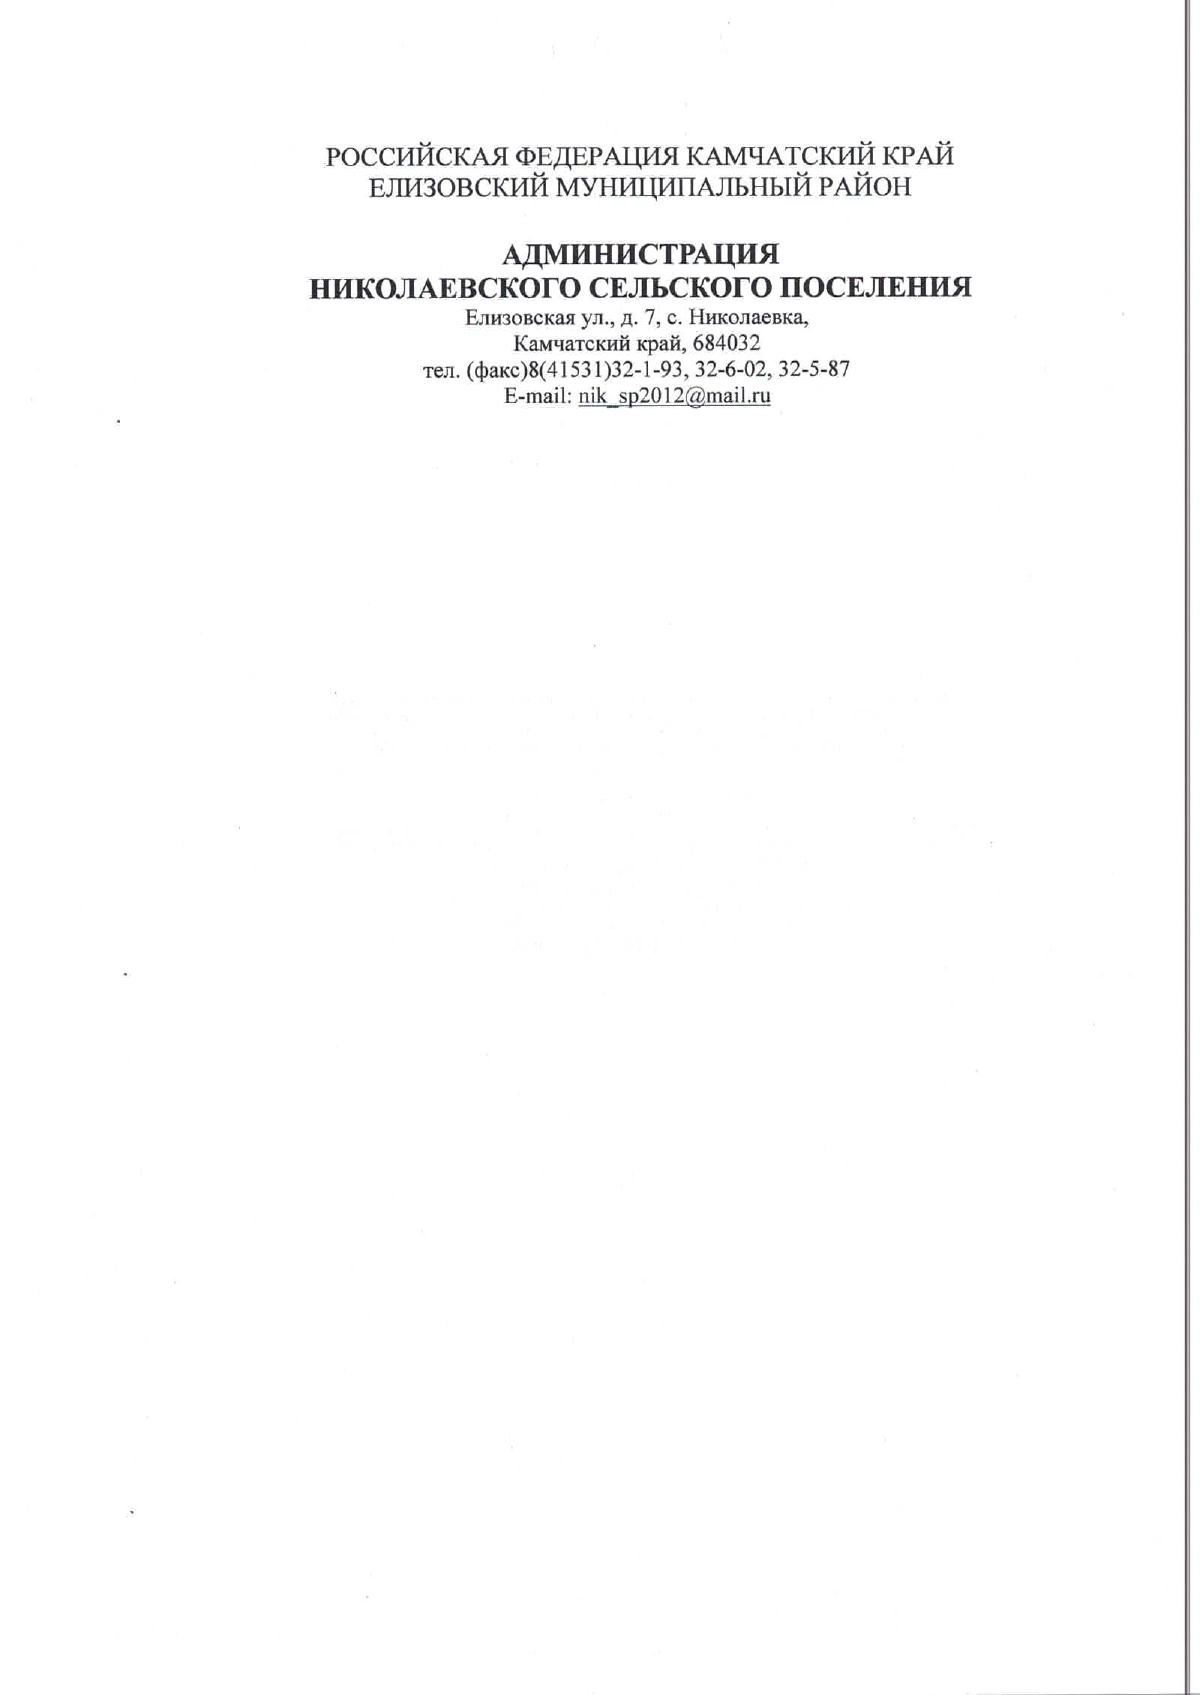 РОССИЙСКАЯ ФЕДЕРАЦИЯ КАМЧАТСКИЙ КРАЙ
ЕЛИЗОВСКИЙ МУНИЦИПАЛЬНЫЙ РАЙОН
АДМИНИСТРАЦИЯ
НИКОЛАЕВСКОГО СЕЛЬСКОГО ПОСЕЛЕНИЯ
Елизовская ул., д. 7, с. Николаевка,
Камчатский край, 684032
тел. (факс)8(41531)32-1-93, 32-6-02, 32-5-87
E-mail: nik_sp2012@mail.ru